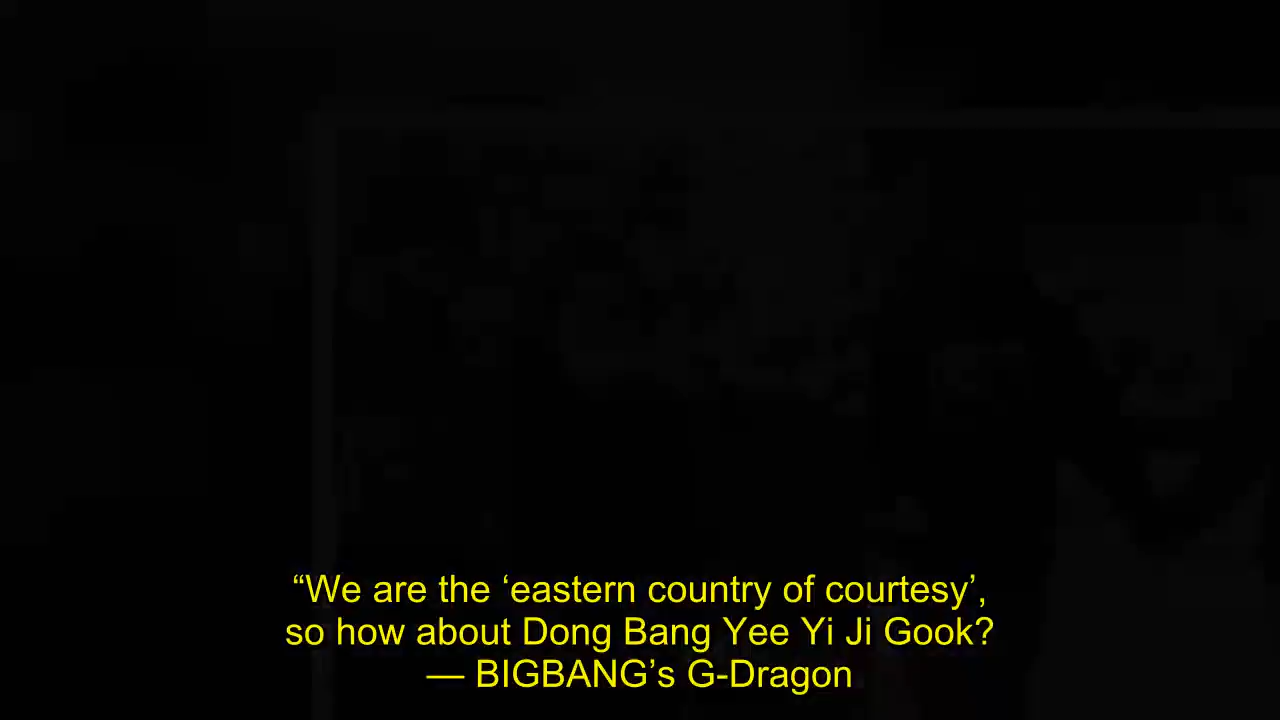 “We are the ‘eastern country of courtesy’,
so how about Dong Bang Yee Yi Ji Gook?
— BIGBANG’s G-Dragon